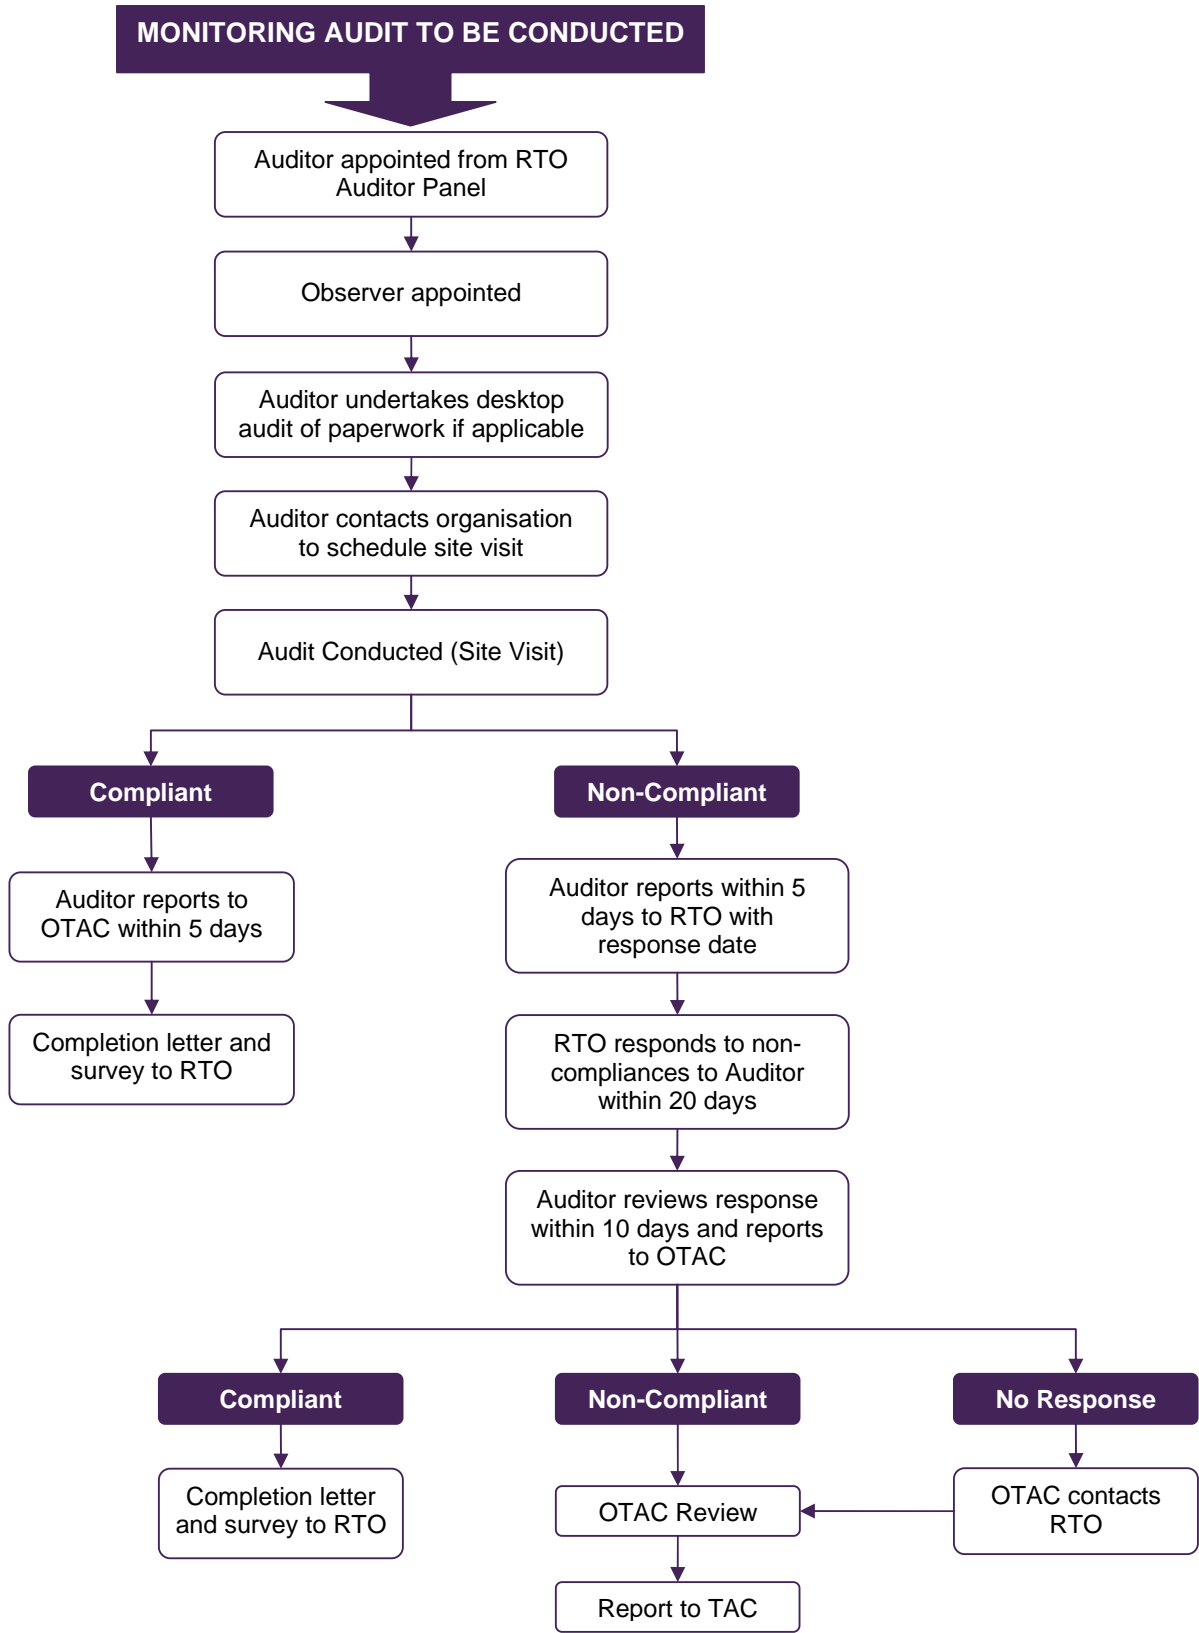 MONITORING AUDIT TO BE CONDUCTED
Auditor appointed from RTO
Auditor Panel
Observer appointed
Auditor undertakes desktop
audit of paperwork if applicable
Auditor contacts organisation
to schedule site visit
Audit Conducted (Site Visit)
Compliant
Non-Compliant
Auditor reports to
OTAC within 5 days
Completion letter and
survey to RTO
Auditor reports within 5
days to RTO with
response date
RTO responds to non-
compliances to Auditor
within 20 days
Auditor reviews response
within 10 days and reports
to OTAC
Compliant
Non-Compliant
No Response
Completion letter
and survey to RTO
OTAC Review
OTAC contacts
RTO
Report to TAC